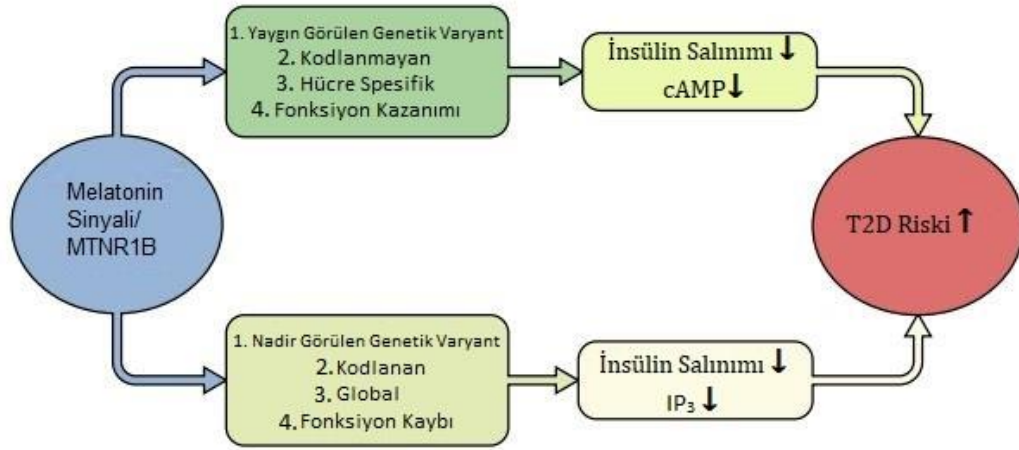 Melatonin
Sinyali/
MTNR1B
1. Yaygın Görülen Genetik Varyant
2. Kodlanmayan
3. Hücre Spesifik
4. Fonksiyon Kazanımı
İnsülin Salınımı ↓
cAMP ↓
1. Nadir Görülen Genetik Varyant
2. Kodlanan
3. Global
4. Fonksiyon Kaybı
İnsülin Salınımı ↓
IP₃ ↓
T2D Riski ↑